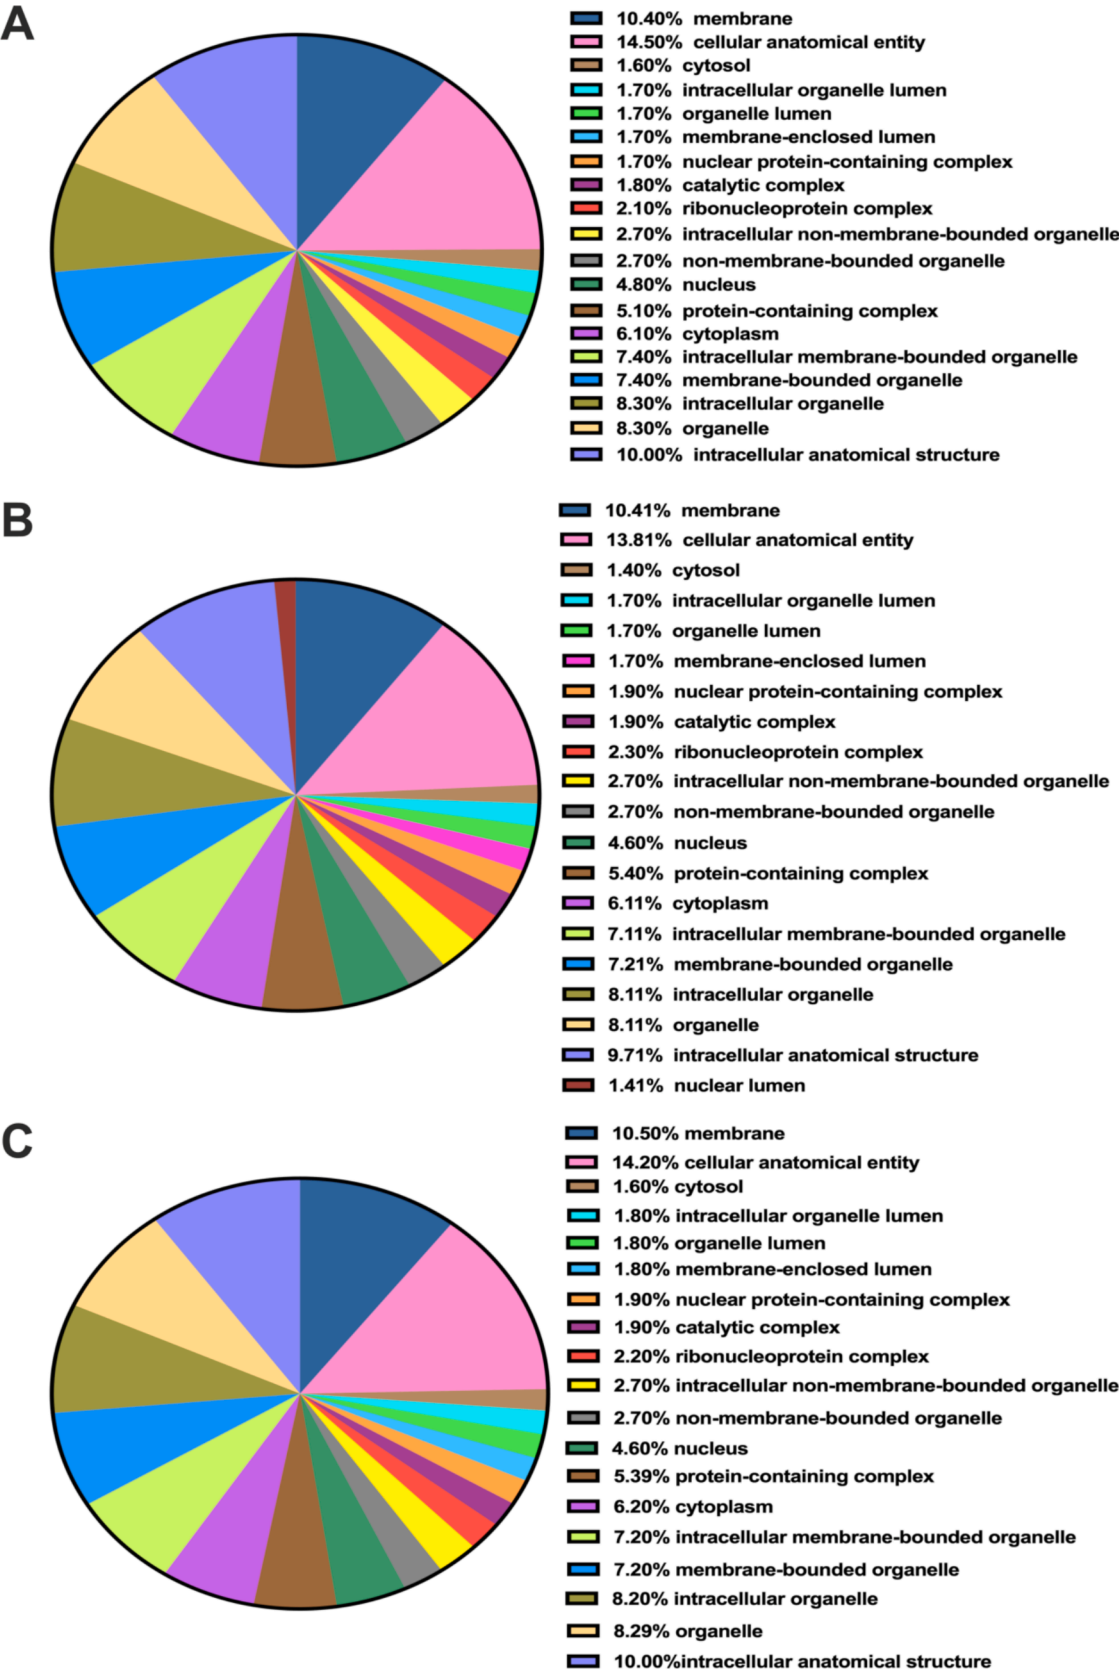 A
10.40% membrane
14.50% cellular anatomical entity
1.60% cytosol
1.70% intracellular organelle lumen
1.70% organelle lumen
1.70% membrane-enclosed lumen
1.70% nuclear protein-containing complex
1.80% catalytic complex
2.10% ribonucleoprotein complex
2.70% intracellular non-membrane-bounded organelle
2.70% non-membrane-bounded organelle
4.80% nucleus
5.10% protein-containing complex
6.10% cytoplasm
7.40% intracellular membrane-bounded organelle
7.40% membrane-bounded organelle
8.30% intracellular organelle
8.30% organelle
10.00% intracellular anatomical structure
B
10.41% membrane
13.81% cellular anatomical entity
1.40% cytosol
1.70% intracellular organelle lumen
1.70% organelle lumen
1.70% membrane-enclosed lumen
1.90% nuclear protein-containing complex
1.90% catalytic complex
2.30% ribonucleoprotein complex
2.70% intracellular non-membrane-bounded organelle
2.70% non-membrane-bounded organelle
4.60% nucleus
5.40% protein-containing complex
6.11% cytoplasm
7.11% intracellular membrane-bounded organelle
7.21% membrane-bounded organelle
8.11% intracellular organelle
8.11% organelle
9.71% intracellular anatomical structure
1.41% nuclear lumen
C
10.50% membrane
14.20% cellular anatomical entity
1.60% cytosol
1.80% intracellular organelle lumen
1.80% organelle lumen
1.80% membrane-enclosed lumen
1.90% nuclear protein-containing complex
1.90% catalytic complex
2.20% ribonucleoprotein complex
2.70% intracellular non-membrane-bounded organelle
2.70% non-membrane-bounded organelle
4.60% nucleus
5.39% protein-containing complex
6.20% cytoplasm
7.20% intracellular membrane-bounded organelle
7.20% membrane-bounded organelle
8.20% intracellular organelle
8.29% organelle
10.00%intracellular anatomical structure